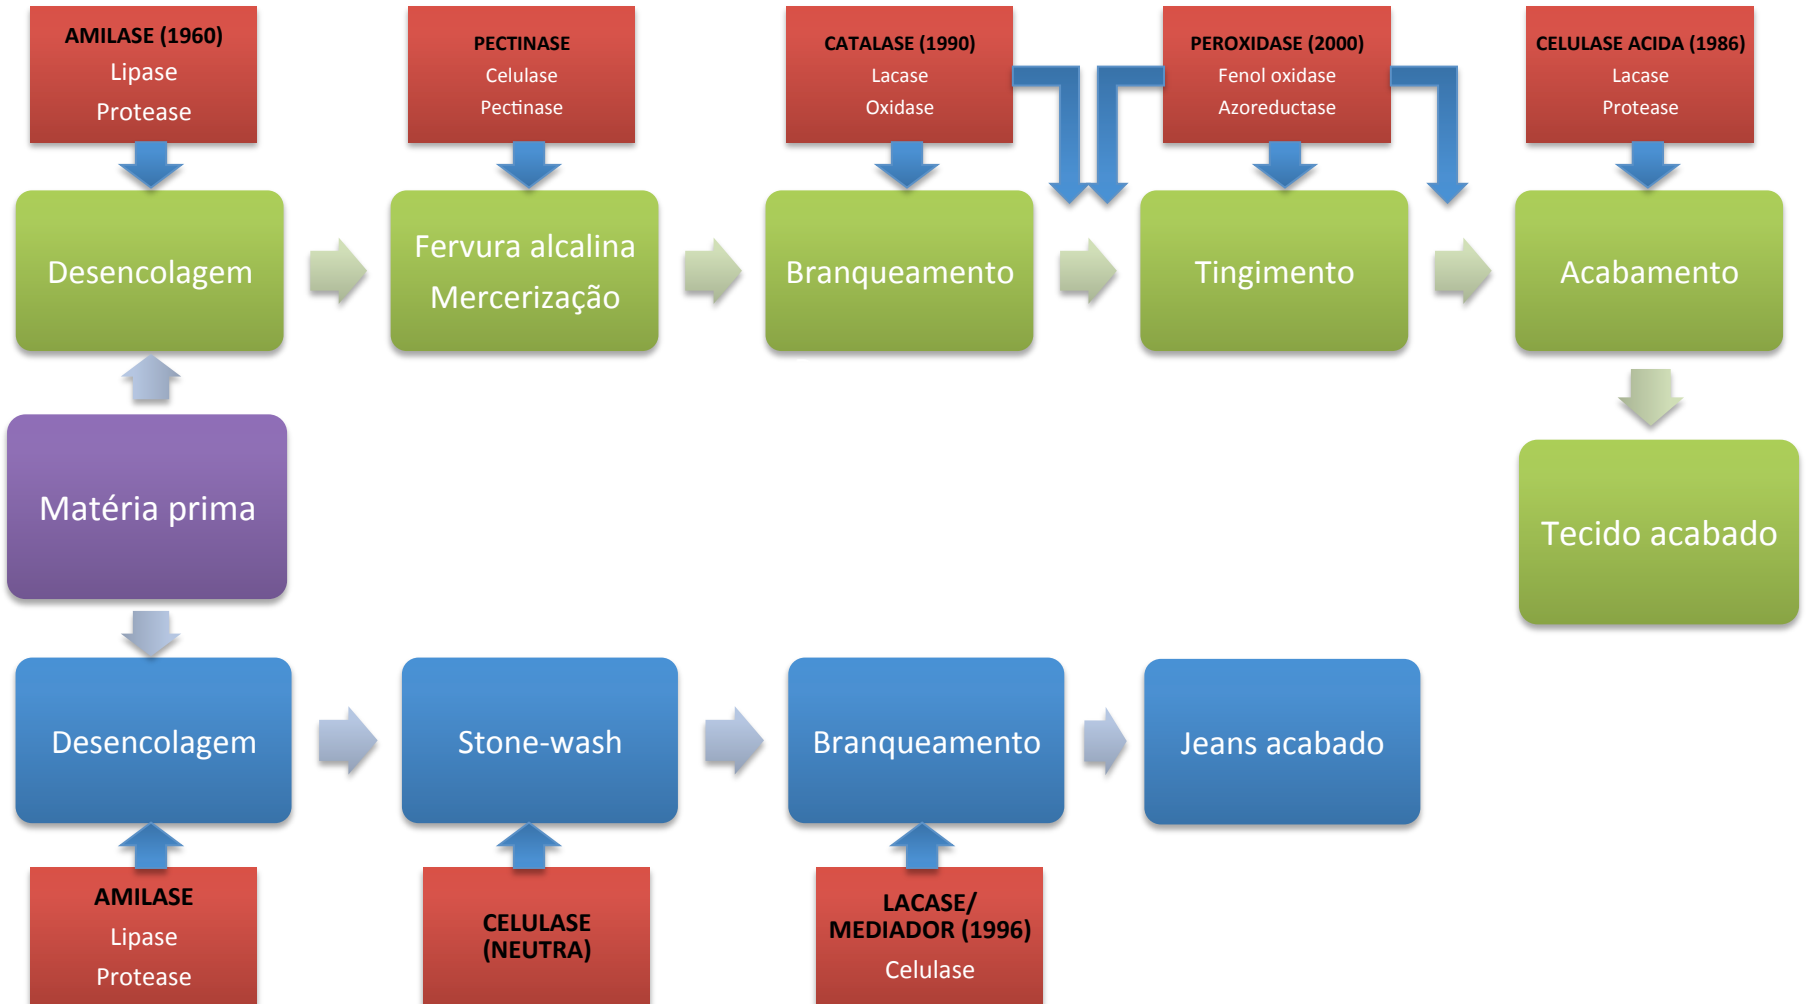 AMILASE (1960)
Lipase
Protease
PECTINASE
Celulase
Pectinase
CATALASE (1990)
Lacase
Oxidase
PEROXIDASE (2000)
Fenol oxidase
Azoreductase
CELULASE ACIDA (1986)
Lacase
Protease
Desencolagem
Fervura alcalina
Mercerização
Branqueamento
Tingimento
Acabamento
Matéria prima
Tecido acabado
Desencolagem
Stone-wash
Branqueamento
Jeans acabado
AMILASE
Lipase
Protease
CELULASE
(NEUTRA)
LACASE/
MEDIADOR (1996)
Celulase